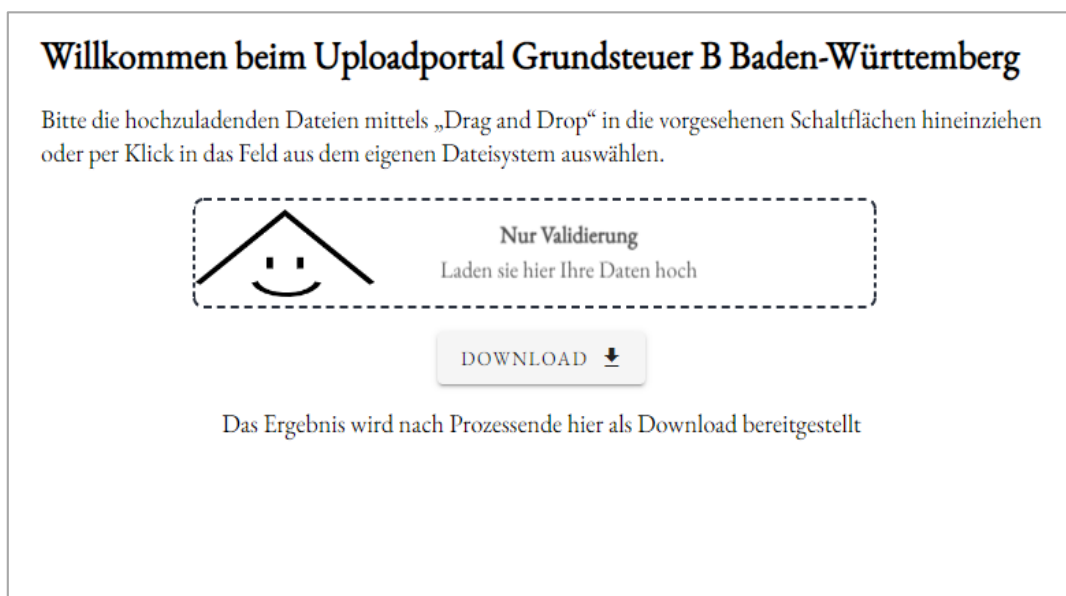 Willkommen beim Uploadportal Grundsteuer B Baden-Württemberg
Bitte die hochzuladenden Dateien mittels „Drag and Drop“ in die vorgesehenen Schaltflächen hineinziehen
oder per Klick in das Feld aus dem eigenen Dateisystem auswählen.
Nur Validierung
Laden sie hier Ihre Daten hoch
DOWNLOAD
Das Ergebnis wird nach Prozessende hier als Download bereitgestellt